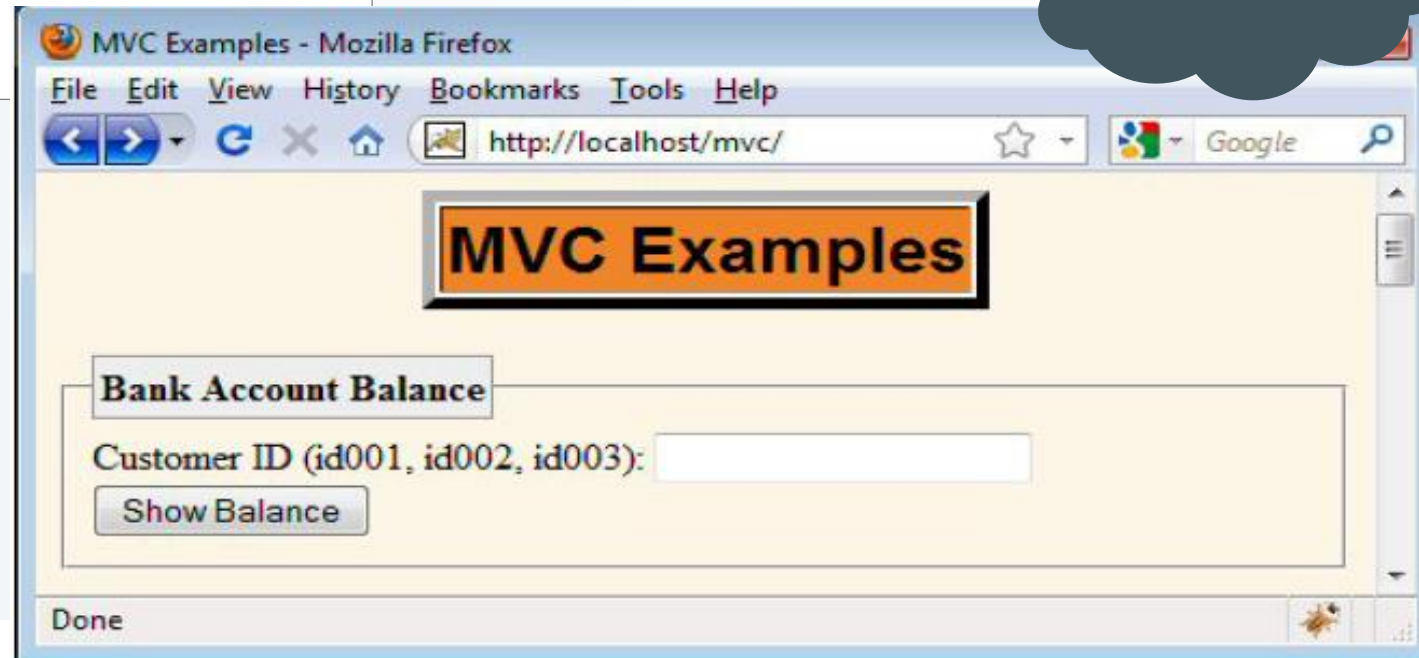 MVC Examples - Mozilla Firefox
File Edit View History Bookmarks Tools Help
http://localhost/mvc/ Google
MVC Examples
Bank Account Balance
Customer ID (id001, id002, id003):
Show Balance
Done